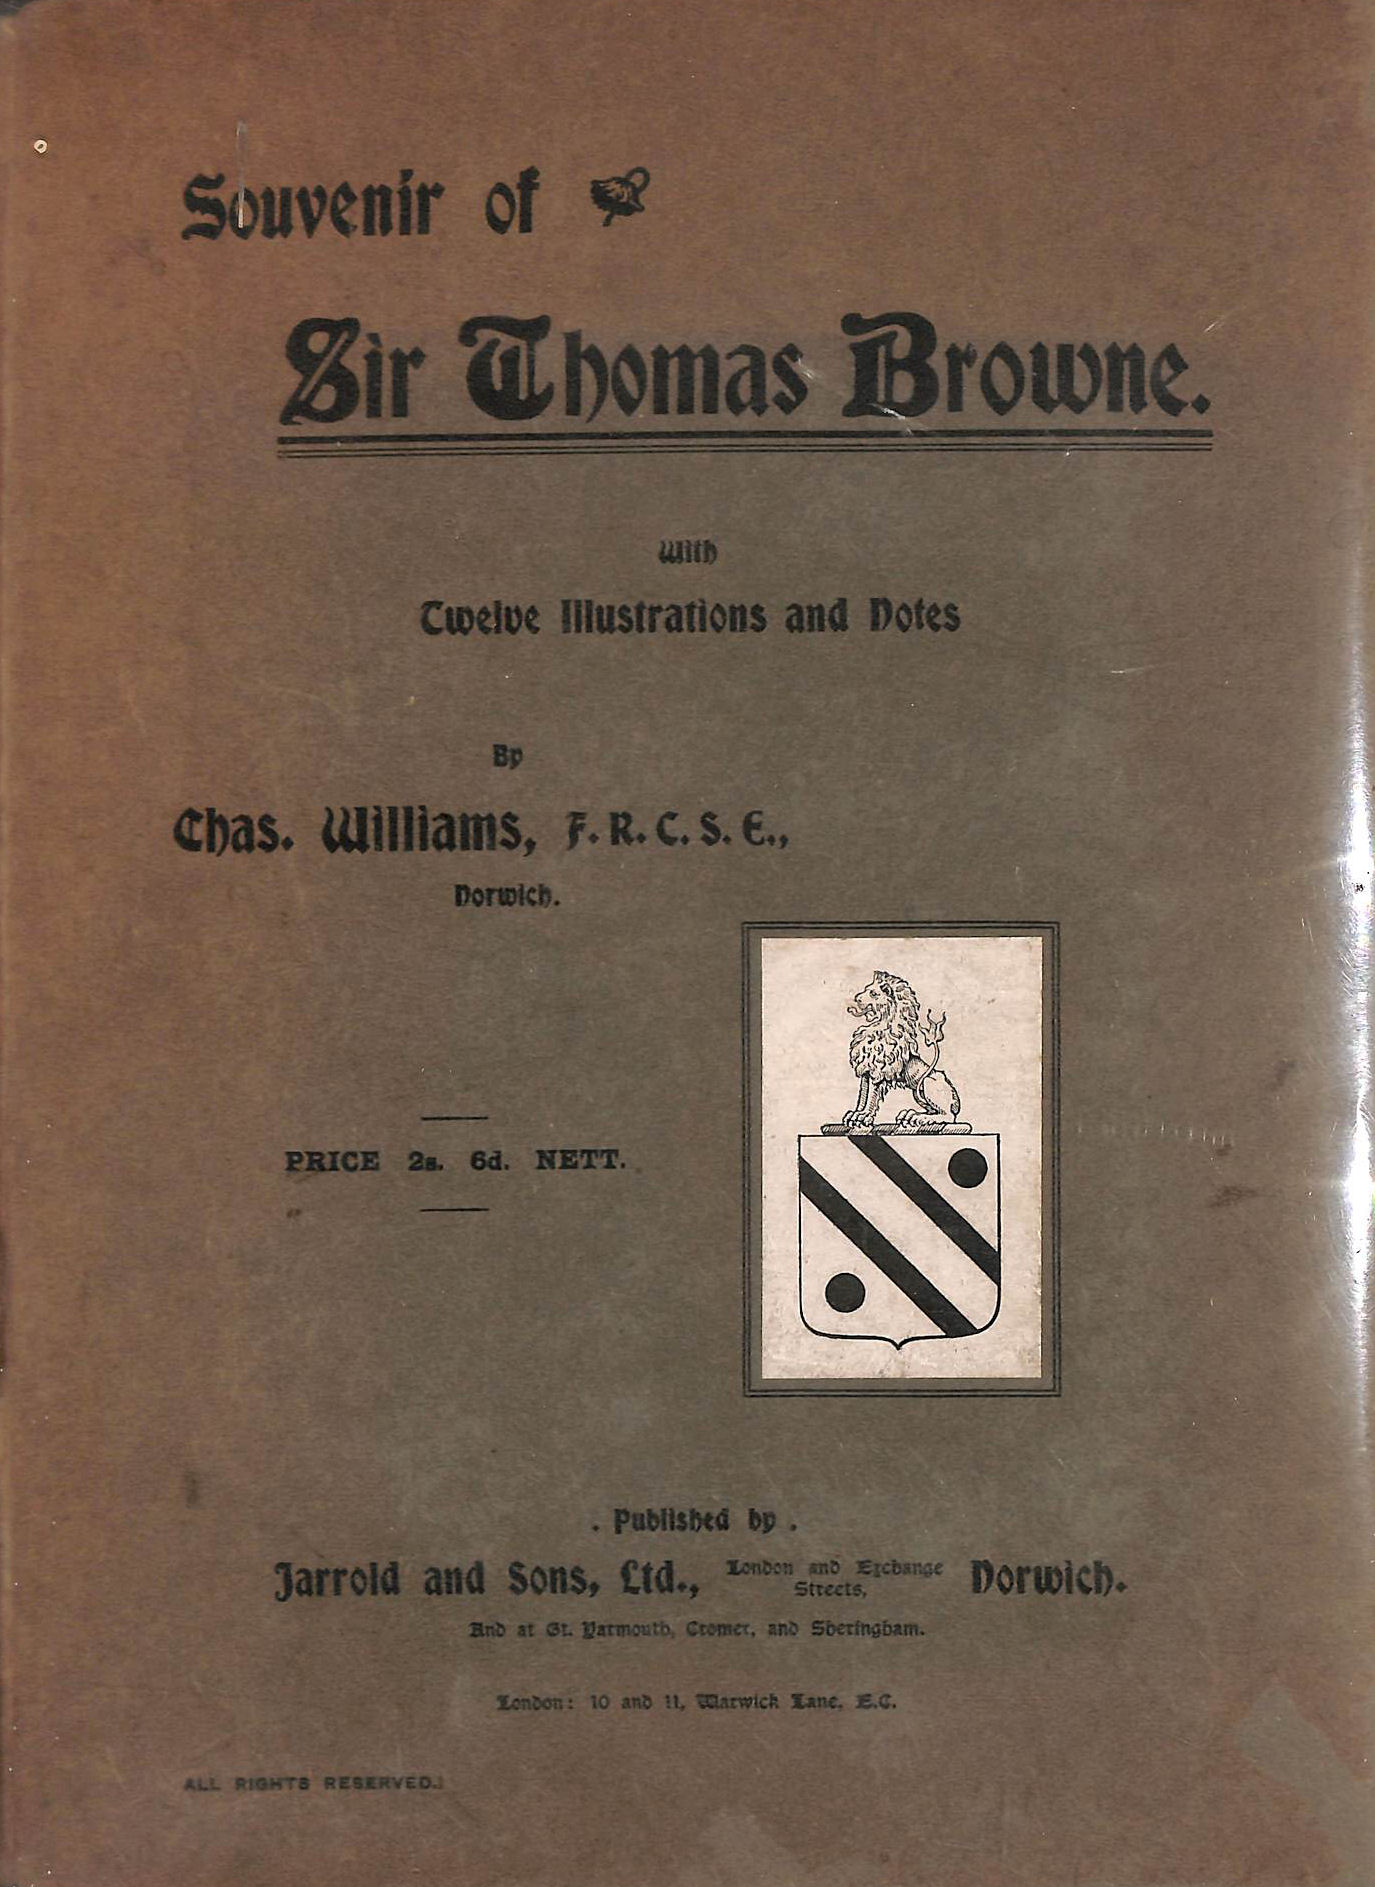 Souvenir of
Sir Thomas Browne.
With
Twelve Illustrations and Notes
By
Chas. Williams, F. R. C. S. E.,
Norwich.
PRICE 2s. 6d. NETT.
. Published by .
Jarrold and Sons, Ltd., London and Exchange Streets, Norwich.
And at Gt. Yarmouth, Cromer, and Sheringham.
London: 10 and 11, Warwick Lane, E.C.
ALL RIGHTS RESERVED.]